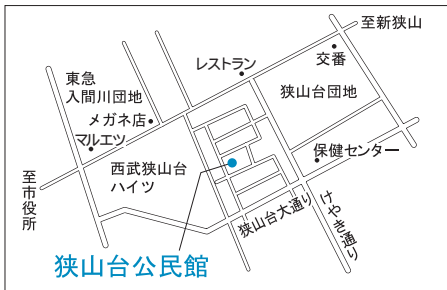 至新狭山
交番
レストラン
東急
入間川団地
狭山台団地
メガネ店
マルエツ
保健センター
西武狭山台
ハイツ
至市役所
狭山台大通り
けやき通り
狭山台公民館